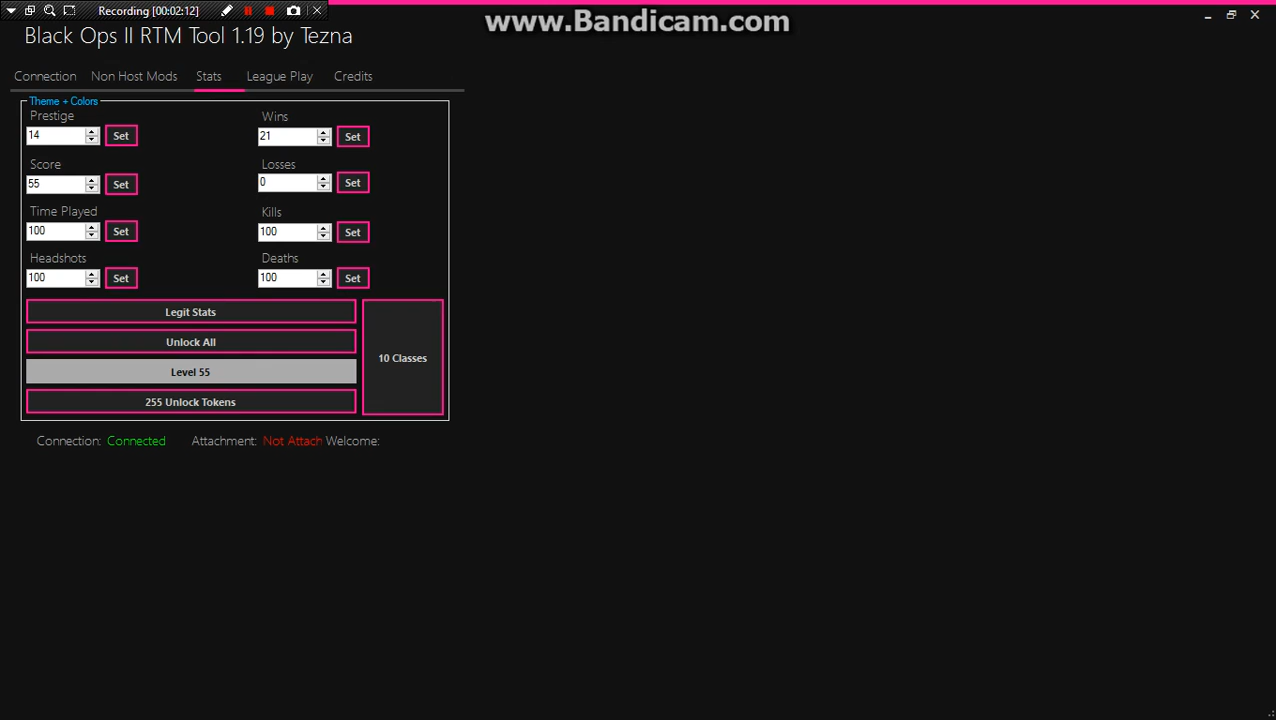 Recording [00:02:12]
www.Bandicam.com
Black Ops II RTM Tool 1.19 by Tezna
Connection Non Host Mods Stats League Play Credits
Theme + Colors
Prestige Wins
14 Set 21 Set
Score Losses
55 Set 0 Set
Time Played Kills
100 Set 100 Set
Headshots Deaths
100 Set 100 Set
Legit Stats
Unlock All
10 Classes
Level 55
255 Unlock Tokens
Connection: Connected Attachment: Not Attach Welcome: